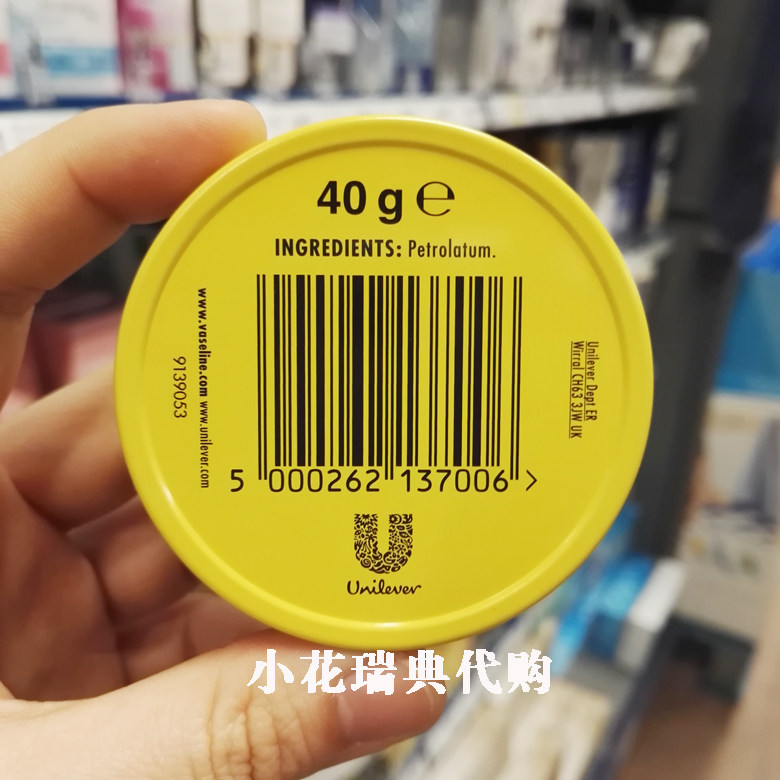 40 g ℮
INGREDIENTS: Petrolatum.
www.vaseline.com www.unilever.com
9139053
Unilever Dept ER
Wirral CH63 3JW UK
5 000262 137006 >
Unilever
小花瑞典代购